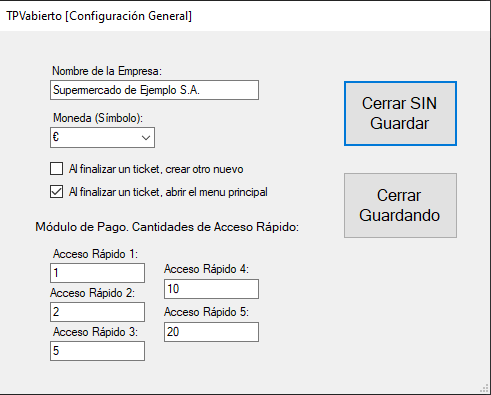 TPVabierto [Configuración General]
Nombre de la Empresa:
Supermercado de Ejemplo S.A.
Moneda (Símbolo):
€
Al finalizar un ticket, crear otro nuevo
Al finalizar un ticket, abrir el menu principal
Cerrar SIN
Guardar
Cerrar
Guardando
Módulo de Pago. Cantidades de Acceso Rápido:
Acceso Rápido 1:
1
Acceso Rápido 2:
2
Acceso Rápido 3:
5
Acceso Rápido 4:
10
Acceso Rápido 5:
20